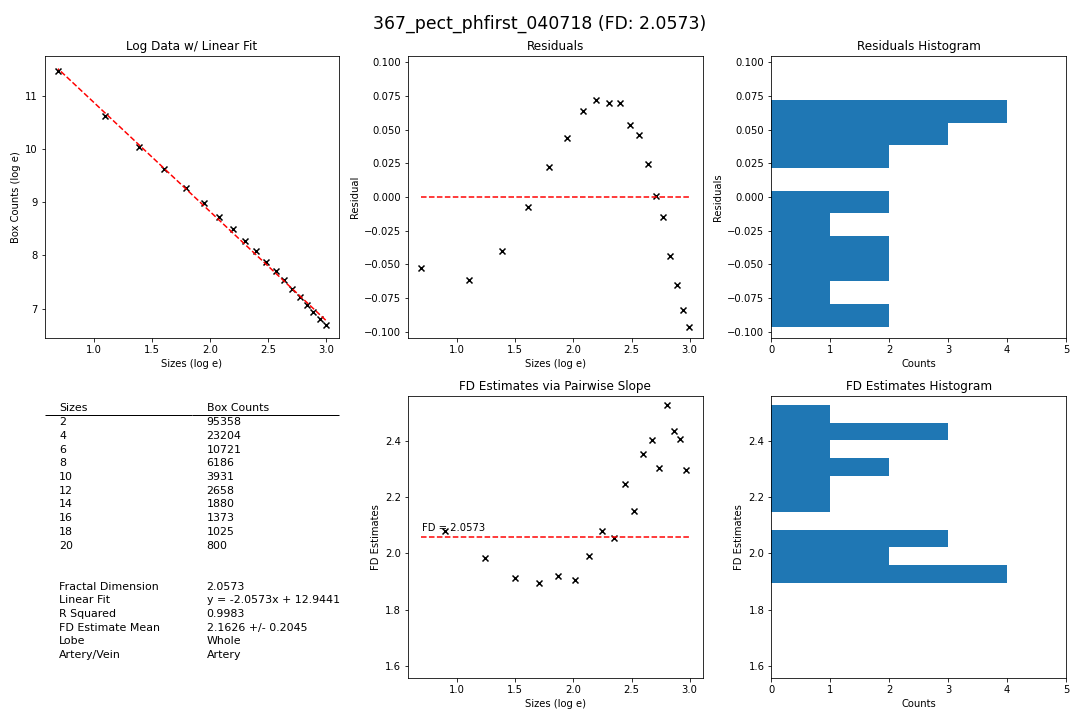 367_pect_phfirst_040718 (FD: 2.0573)
Log Data w/ Linear Fit
Box Counts (log e)
11
10
9
8
7
1.0 1.5 2.0 2.5 3.0
Sizes (log e)
Residuals
Residual
0.100
0.075
0.050
0.025
0.000
−0.025
−0.050
−0.075
−0.100
1.0 1.5 2.0 2.5 3.0
Sizes (log e)
Residuals Histogram
Residuals
0.100
0.075
0.050
0.025
0.000
−0.025
−0.050
−0.075
−0.100
0 1 2 3 4 5
Counts
Sizes Box Counts
2 95358
4 23204
6 10721
8 6186
10 3931
12 2658
14 1880
16 1373
18 1025
20 800
Fractal Dimension 2.0573
Linear Fit y = -2.0573x + 12.9441
R Squared 0.9983
FD Estimate Mean 2.1626 +/- 0.2045
Lobe Whole
Artery/Vein Artery
FD Estimates via Pairwise Slope
FD Estimates
2.4
2.2
2.0
1.8
1.6
FD = 2.0573
1.0 1.5 2.0 2.5 3.0
Sizes (log e)
FD Estimates Histogram
FD Estimates
2.4
2.2
2.0
1.8
1.6
0 1 2 3 4 5
Counts